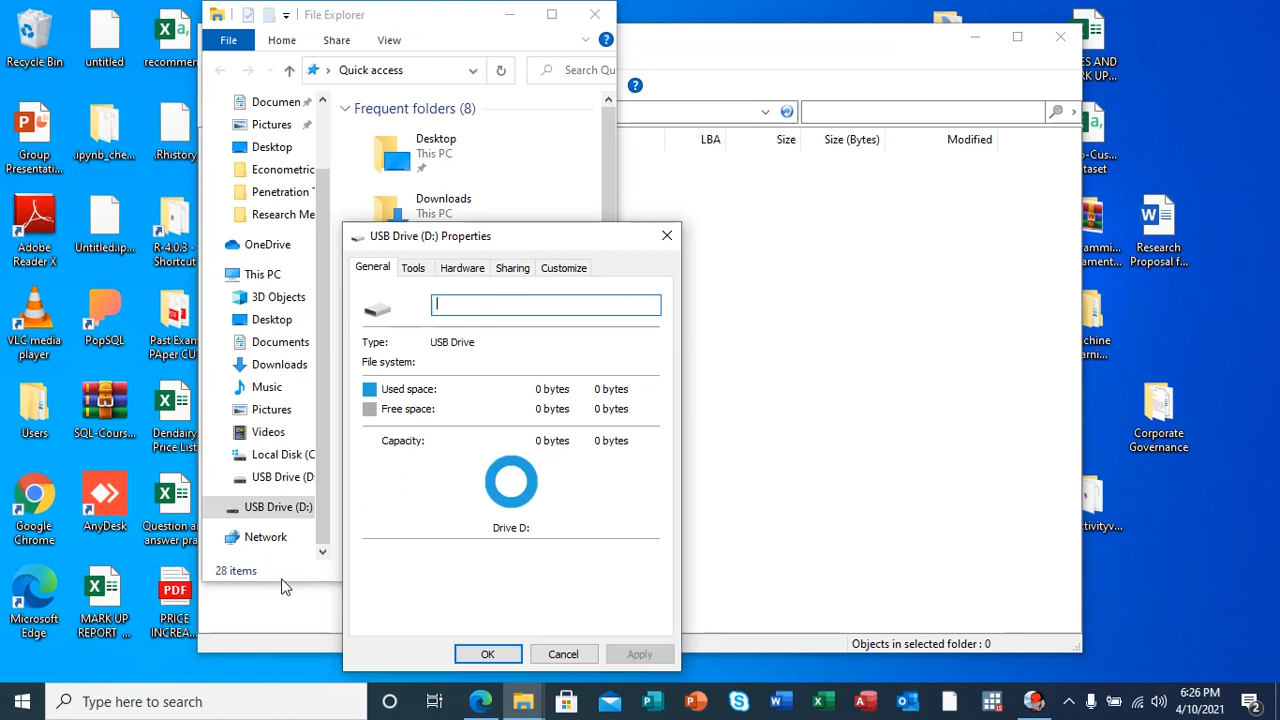 File Explorer
File
Home
Share
View
Quick access
Search Qu
Documen
Pictures
Desktop
Econometric
Penetration T
Research Me
OneDrive
This PC
3D Objects
Desktop
Documents
Downloads
Music
Pictures
Videos
Local Disk (C
USB Drive (D:
USB Drive (D:)
Network
28 items
Frequent folders (8)
Desktop
This PC
Downloads
This PC
LBA
Size
Size (Bytes)
Modified
Objects in selected folder : 0
USB Drive (D:) Properties
General
Tools
Hardware
Sharing
Customize
Type:
USB Drive
File system:
Used space:
0 bytes
0 bytes
Free space:
0 bytes
0 bytes
Capacity:
0 bytes
0 bytes
Drive D:
OK
Cancel
Apply
Recycle Bin
untitled
recommen
Group
Presentati...
.ipynb_che...
.Rhistory
Adobe
Reader X
Untitled.ip...
R-4.0.3 -
Shortcut
VLC media
player
PopSQL
Past Exam
PAper CU
Users
SQL-Cours...
Dendairy
Price List
Google
Chrome
AnyDesk
Question a
answer pra
Microsoft
Edge
MARK UP
REPORT _...
PRICE
INCREA...
PDF
ES AND
RK UP...
o-Cus...
taset
ammi...
ament...
Research
Proposal f...
achine
arni...
Corporate
Governance
ctivityv...
Type here to search
6:26 PM
4/10/2021
2